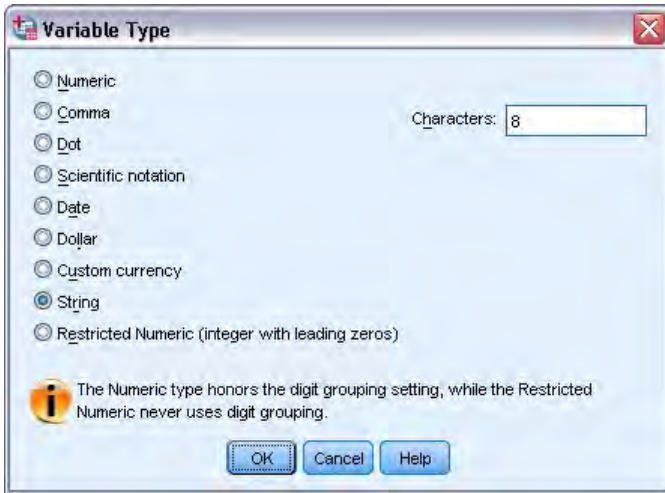 Variable Type
Numeric
Comma
Characters: 8
Dot
Scientific notation
Date
Dollar
Custom currency
String
Restricted Numeric (integer with leading zeros)
The Numeric type honors the digit grouping setting, while the Restricted
Numeric never uses digit grouping.
OK Cancel Help